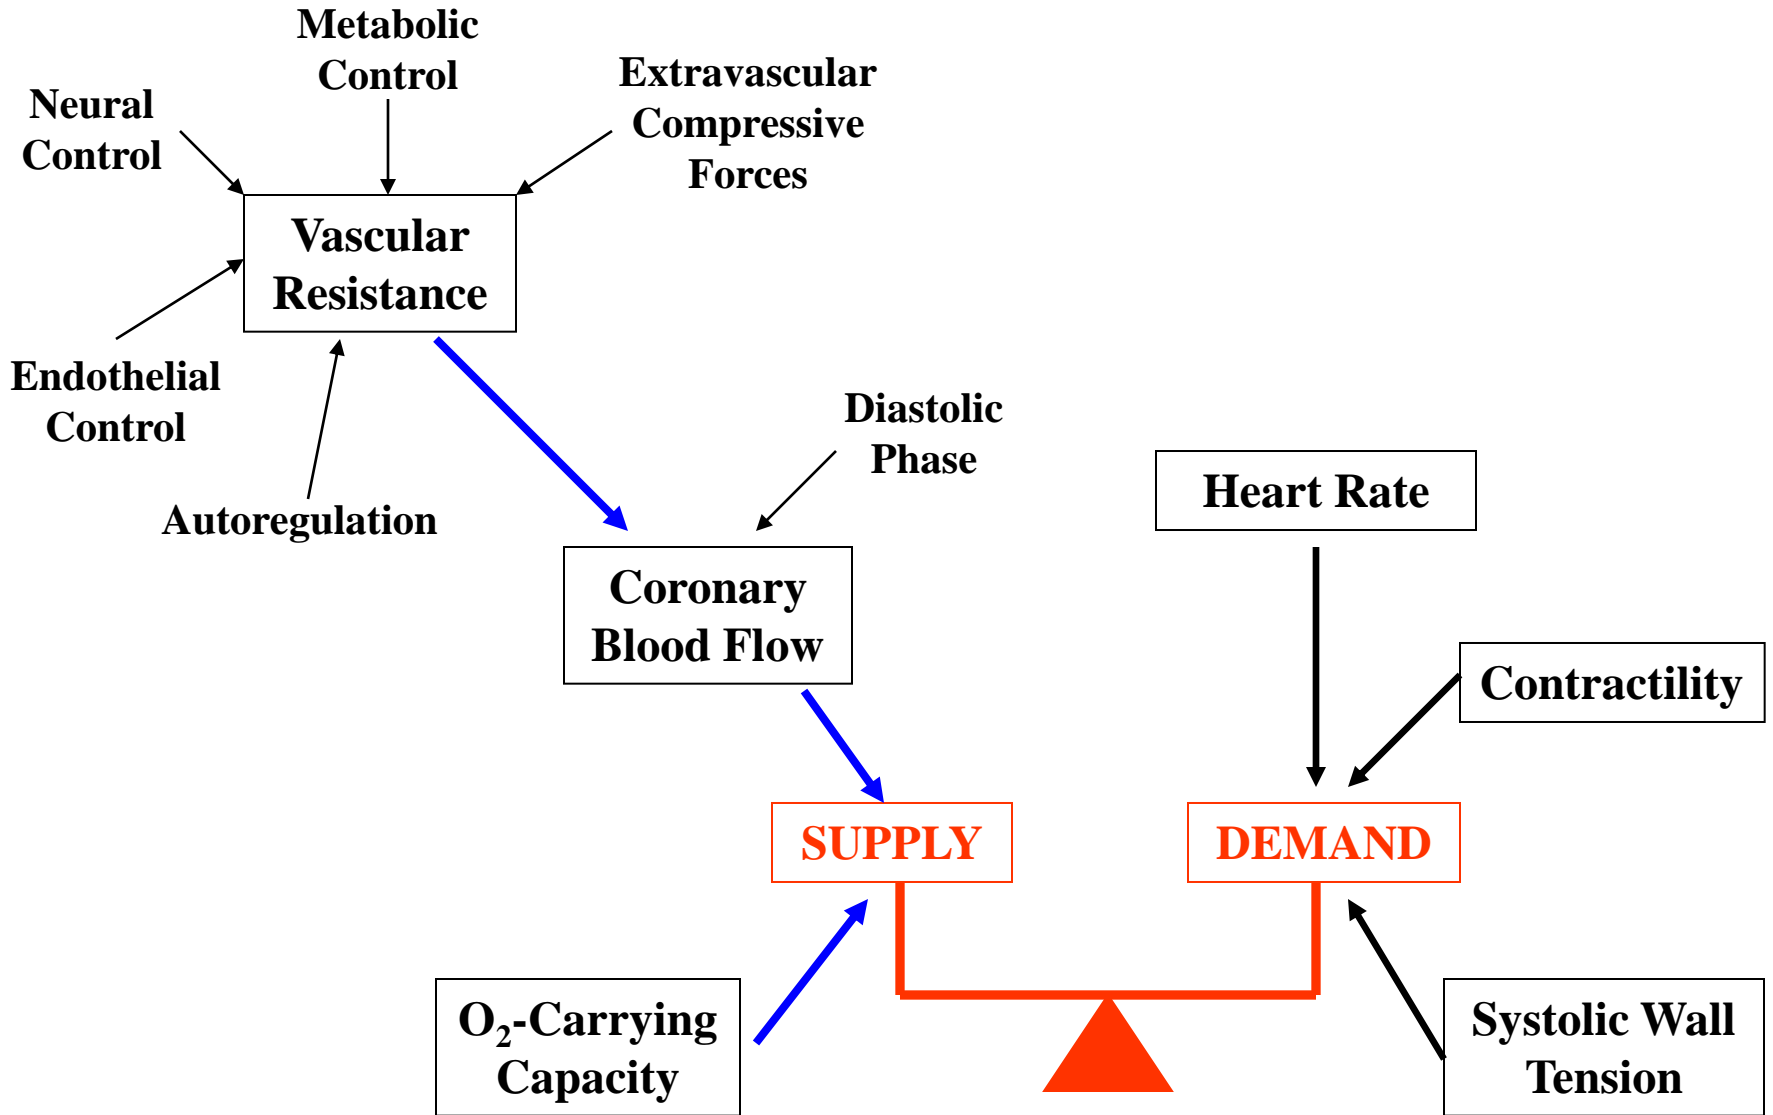 Metabolic
Control
Extravascular
Compressive
Forces
Neural
Control
Vascular
Resistance
Endothelial
Control
Autoregulation
Diastolic
Phase
Coronary
Blood Flow
Heart Rate
Contractility
SUPPLY
DEMAND
O₂-Carrying
Capacity
Systolic Wall
Tension